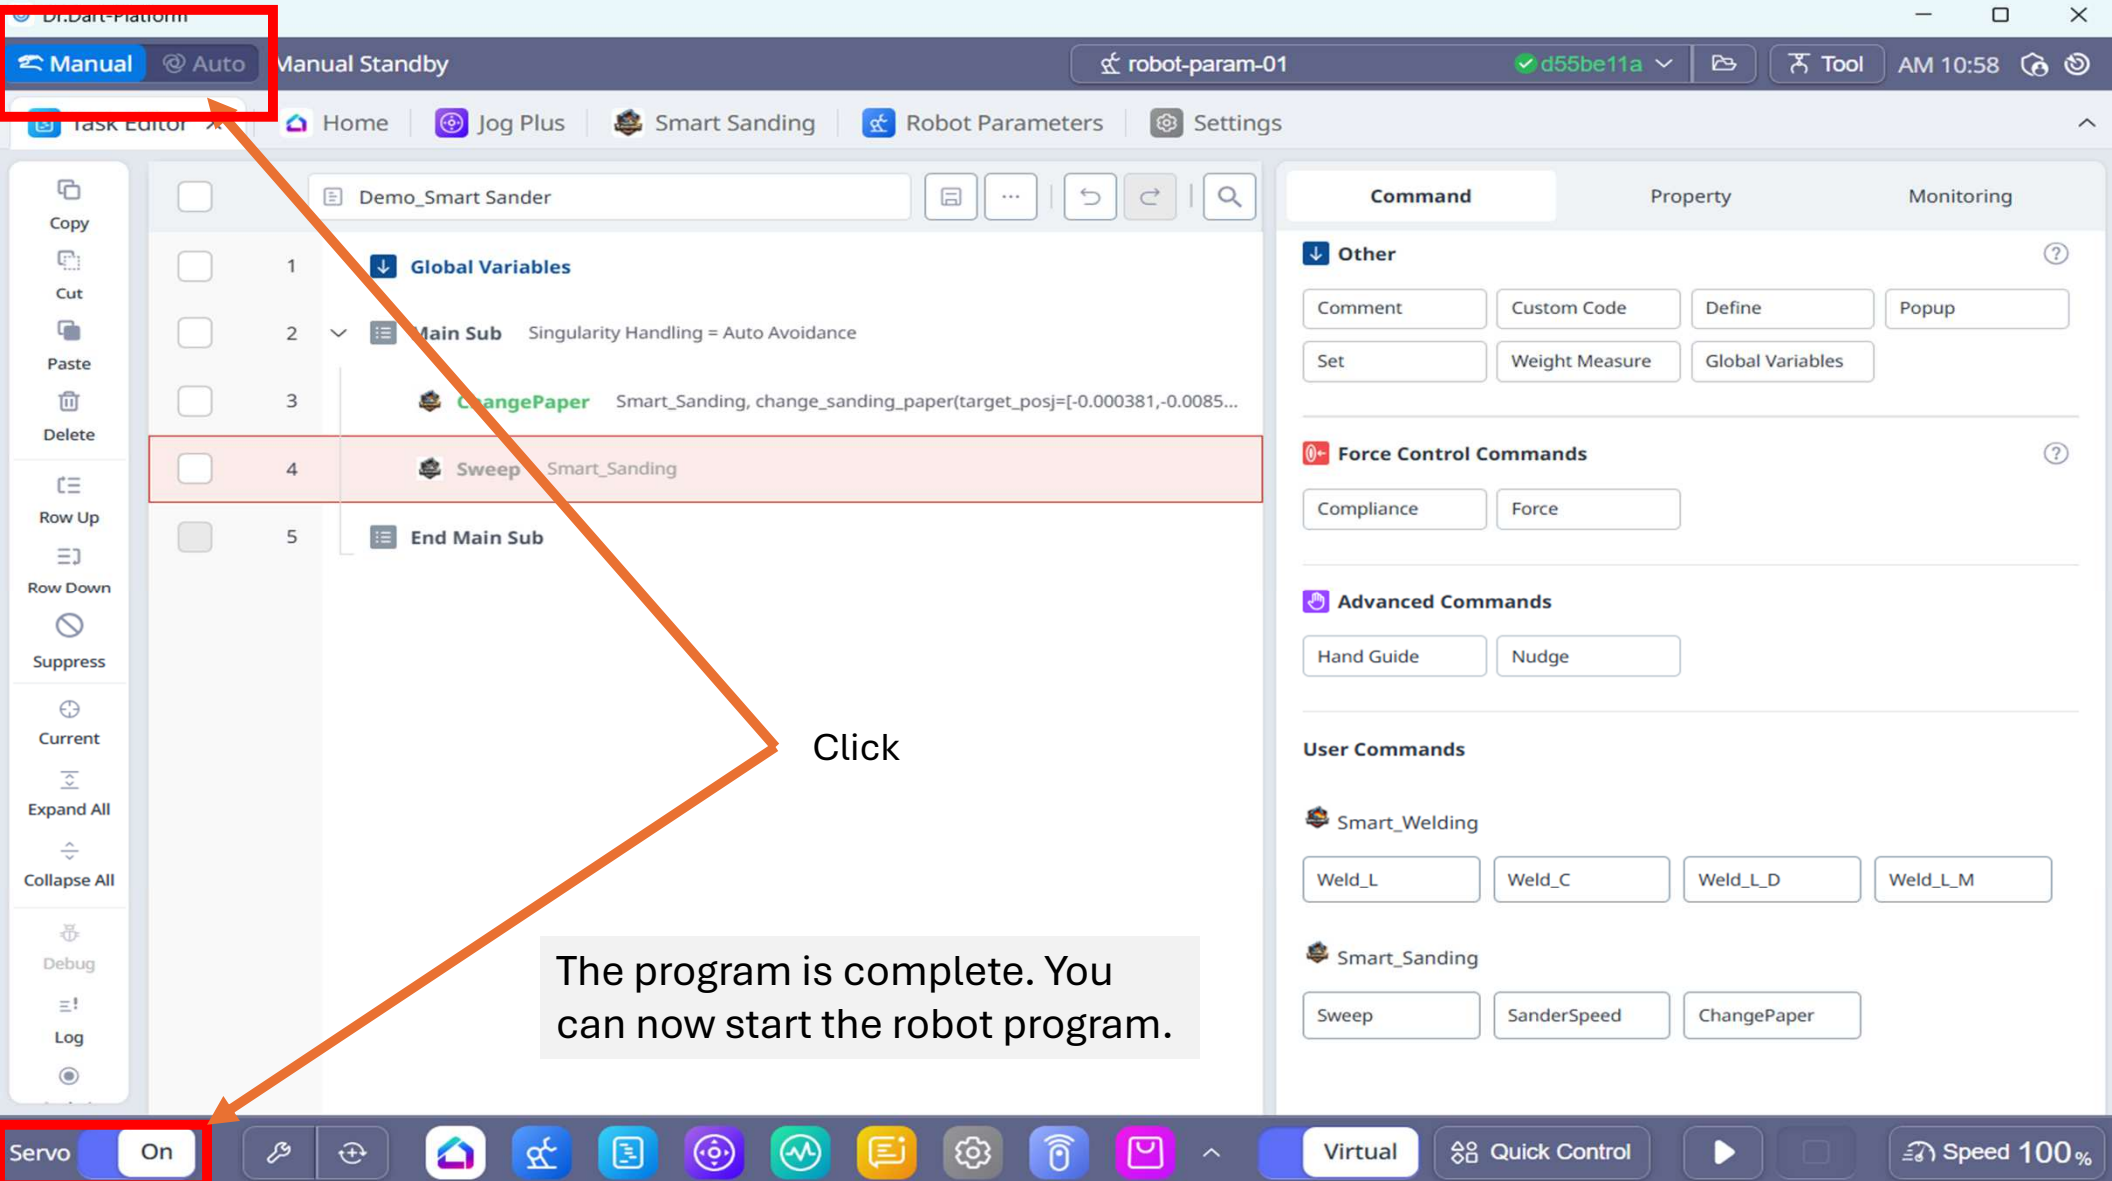 Dr.Dart-Platform
Manual Auto Manual Standby robot-param-01 d55be11a Tool AM 10:58
Task Editor Home Jog Plus Smart Sanding Robot Parameters Settings
Copy
Cut
Paste
Delete
Row Up
Row Down
Suppress
Current
Expand All
Collapse All
Debug
Log
Demo_Smart Sander
1 Global Variables
2 Main Sub Singularity Handling = Auto Avoidance
3 ChangePaper Smart_Sanding, change_sanding_paper(target_posj=[-0.000381,-0.0085...
4 Sweep Smart_Sanding
5 End Main Sub
Click
The program is complete. You
can now start the robot program.
Command Property Monitoring
Other
Comment Custom Code Define Popup
Set Weight Measure Global Variables
Force Control Commands
Compliance Force
Advanced Commands
Hand Guide Nudge
User Commands
Smart_Welding
Weld_L Weld_C Weld_L_D Weld_L_M
Smart_Sanding
Sweep SanderSpeed ChangePaper
Servo On Virtual Quick Control Speed 100%